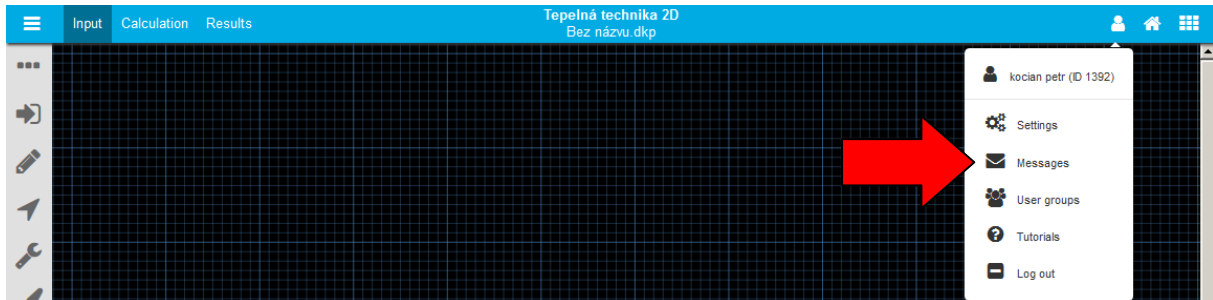 Input Calculation Results
Tepelná technika 2D
Bez názvu.dkp
kocian petr (ID 1392)
Settings
Messages
User groups
Tutorials
Log out